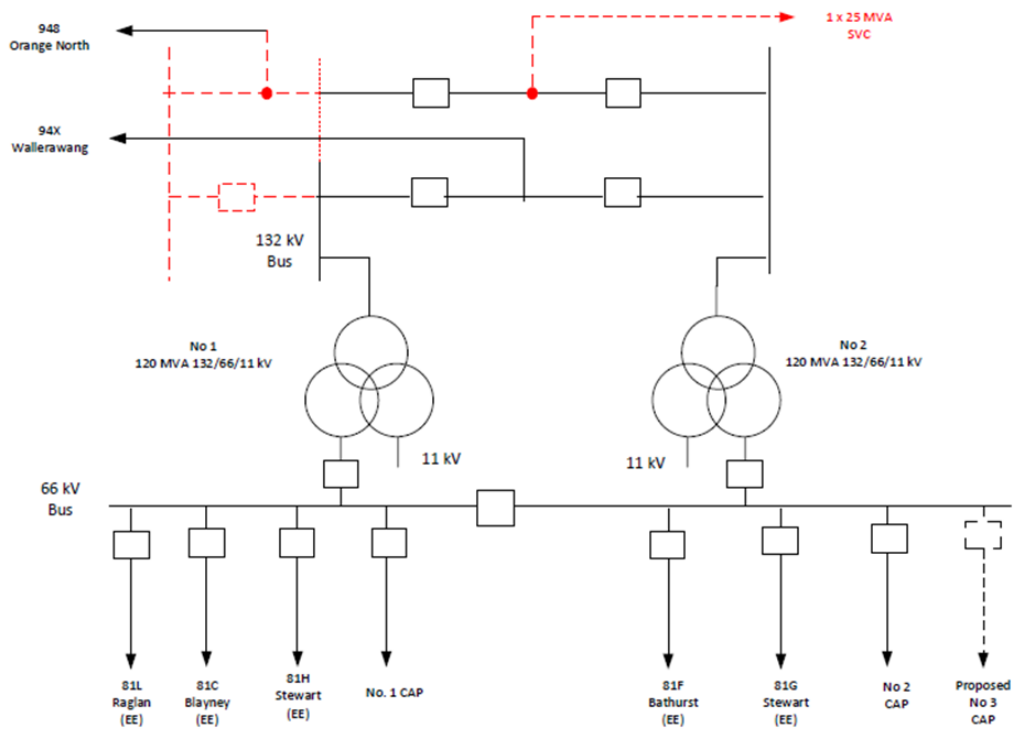 948
Orange North
1 x 25 MVA
SVC
94X
Wallerawang
132 kV
Bus
No 1
120 MVA 132/66/11 kV
No 2
120 MVA 132/66/11 kV
11 kV
11 kV
66 kV
Bus
81L
Raglan
(EE)
81C
Blayney
(EE)
81H
Stewart
(EE)
No. 1 CAP
81F
Bathurst
(EE)
81G
Stewart
(EE)
No 2
CAP
Proposed
No 3
CAP